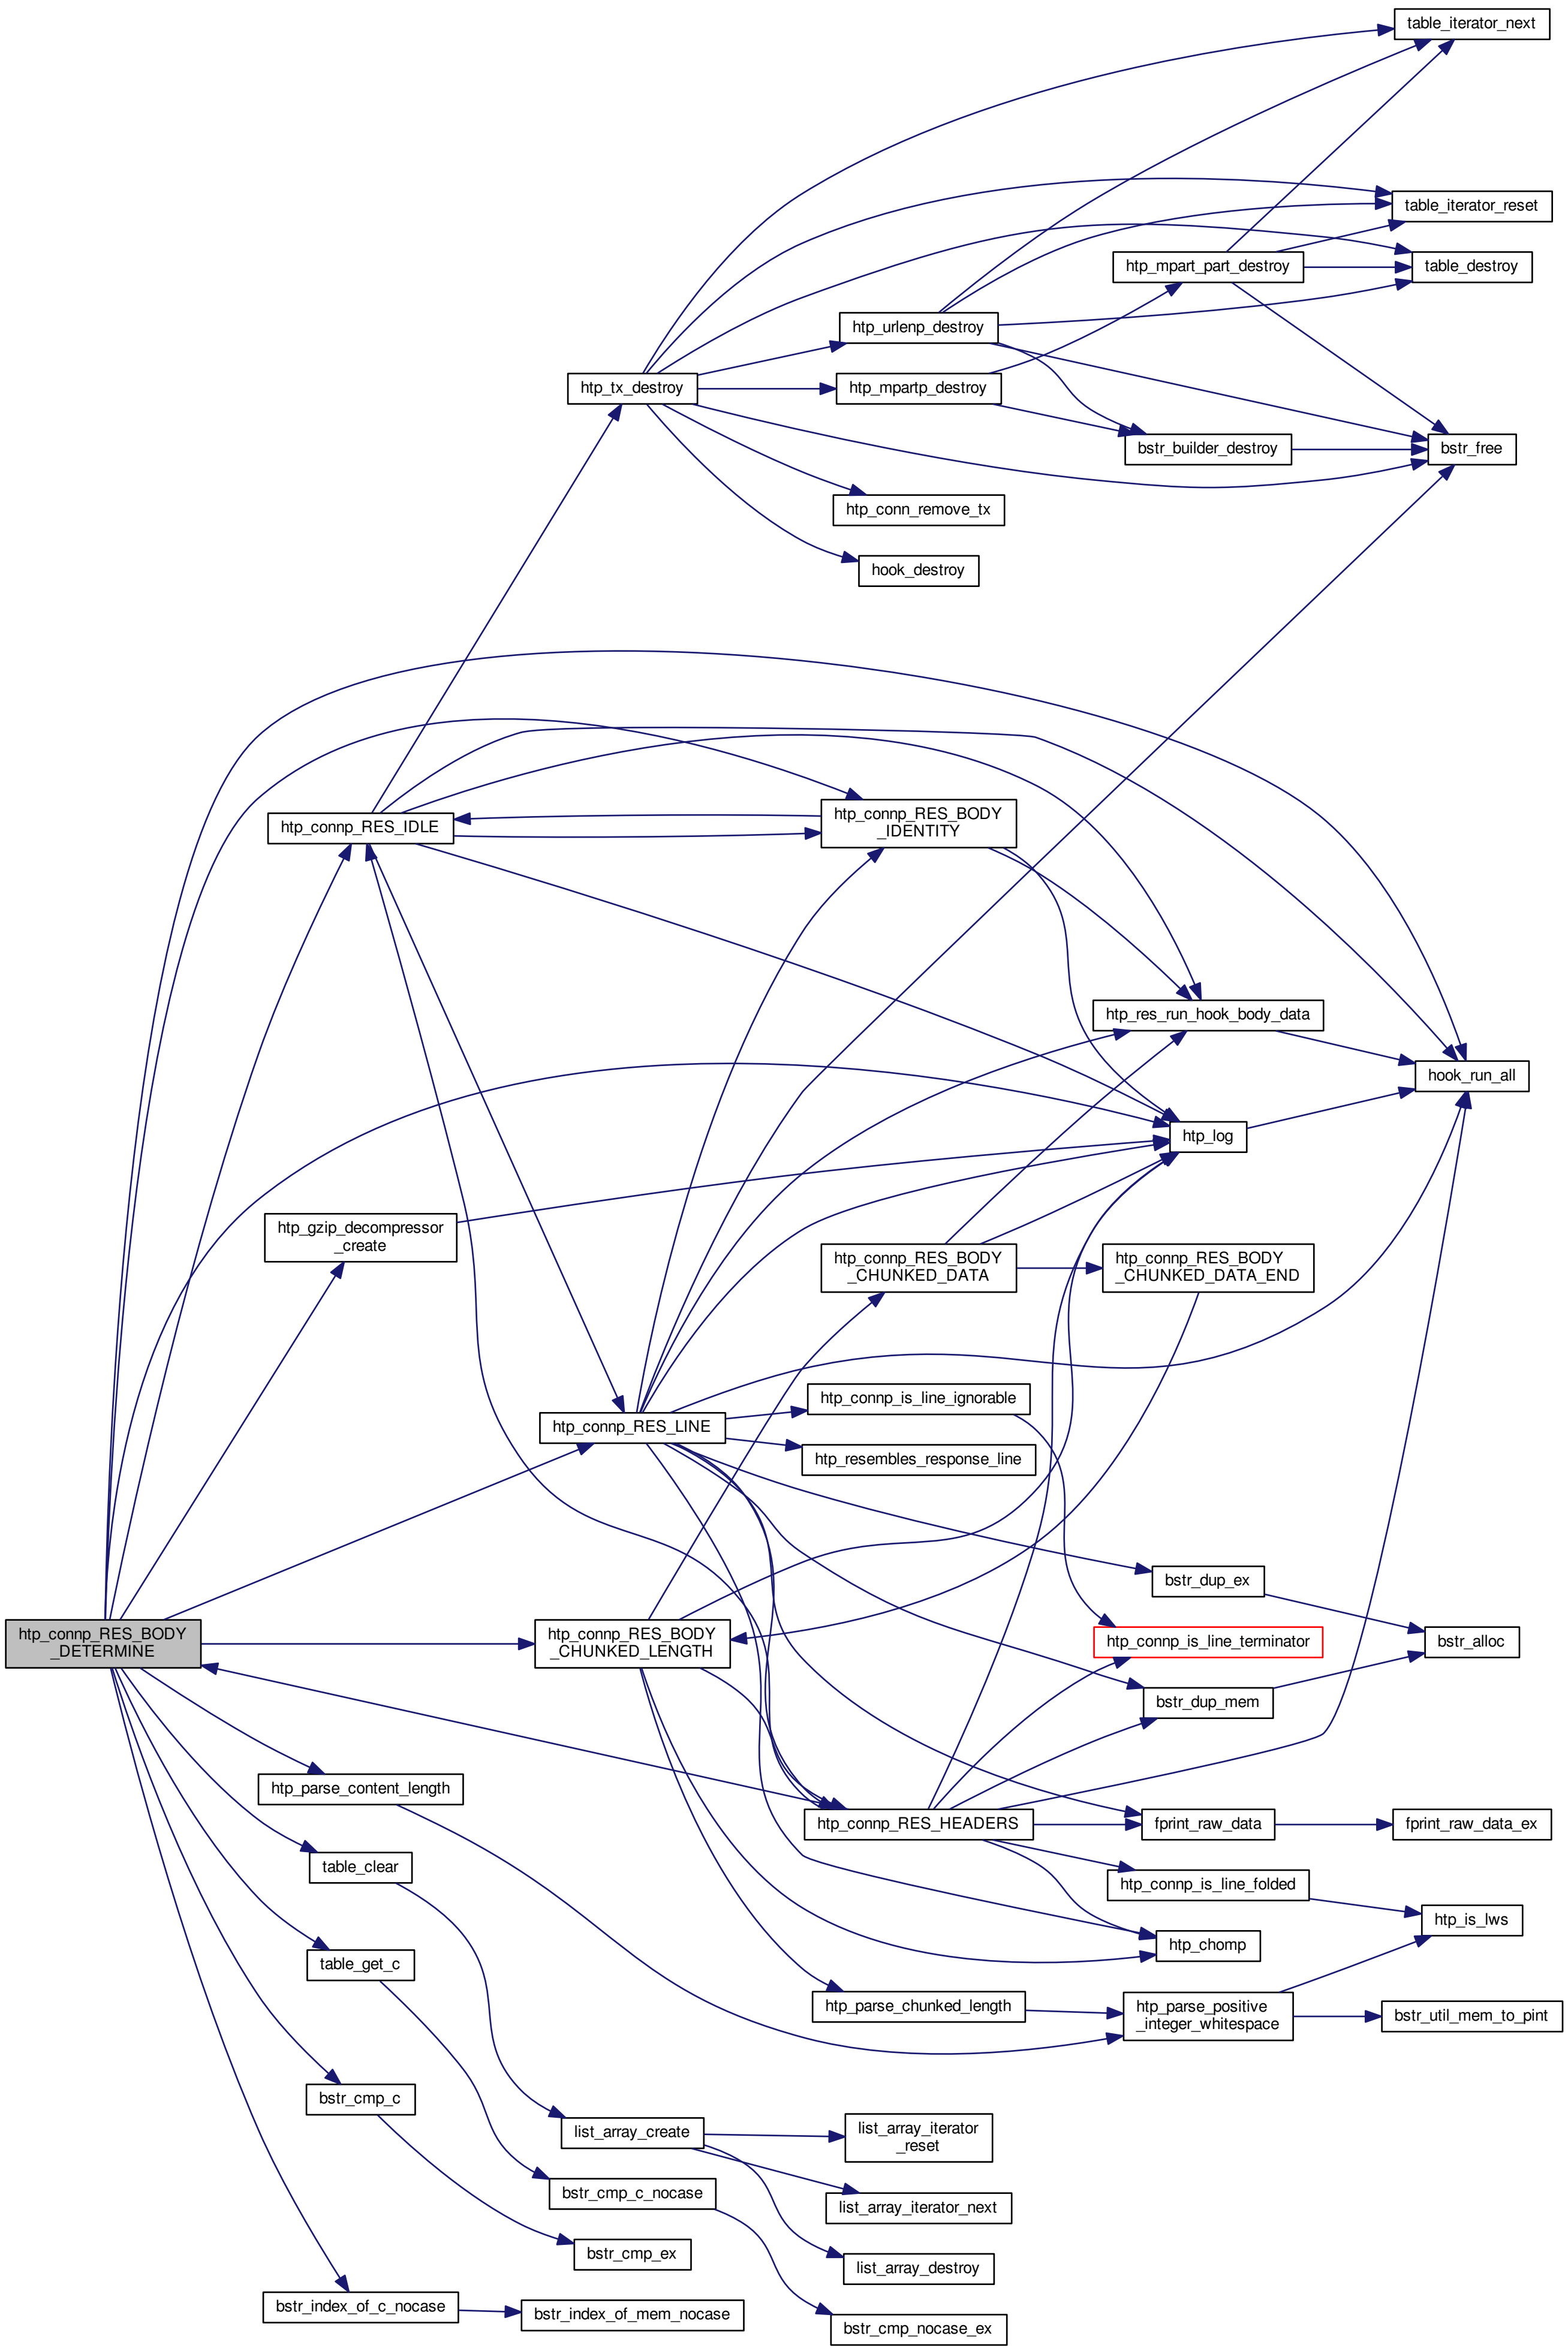 table_iterator_next
table_iterator_reset
htp_mpart_part_destroy
table_destroy
htp_urlenp_destroy
htp_tx_destroy
htp_mpartp_destroy
bstr_builder_destroy
bstr_free
htp_conn_remove_tx
hook_destroy
htp_connp_RES_IDLE
htp_connp_RES_BODY
_IDENTITY
htp_res_run_hook_body_data
hook_run_all
htp_log
htp_gzip_decompressor
_create
htp_connp_RES_BODY
_CHUNKED_DATA
htp_connp_RES_BODY
_CHUNKED_DATA_END
htp_connp_is_line_ignorable
htp_connp_RES_LINE
htp_resembles_response_line
bstr_dup_ex
htp_connp_RES_BODY
_DETERMINE
htp_connp_RES_BODY
_CHUNKED_LENGTH
htp_connp_is_line_terminator
bstr_alloc
bstr_dup_mem
htp_parse_content_length
htp_connp_RES_HEADERS
fprint_raw_data
fprint_raw_data_ex
table_clear
htp_connp_is_line_folded
htp_is_lws
htp_chomp
table_get_c
htp_parse_chunked_length
htp_parse_positive
_integer_whitespace
bstr_util_mem_to_pint
bstr_cmp_c
list_array_create
list_array_iterator
_reset
bstr_cmp_c_nocase
list_array_iterator_next
bstr_cmp_ex
list_array_destroy
bstr_index_of_c_nocase
bstr_index_of_mem_nocase
bstr_cmp_nocase_ex